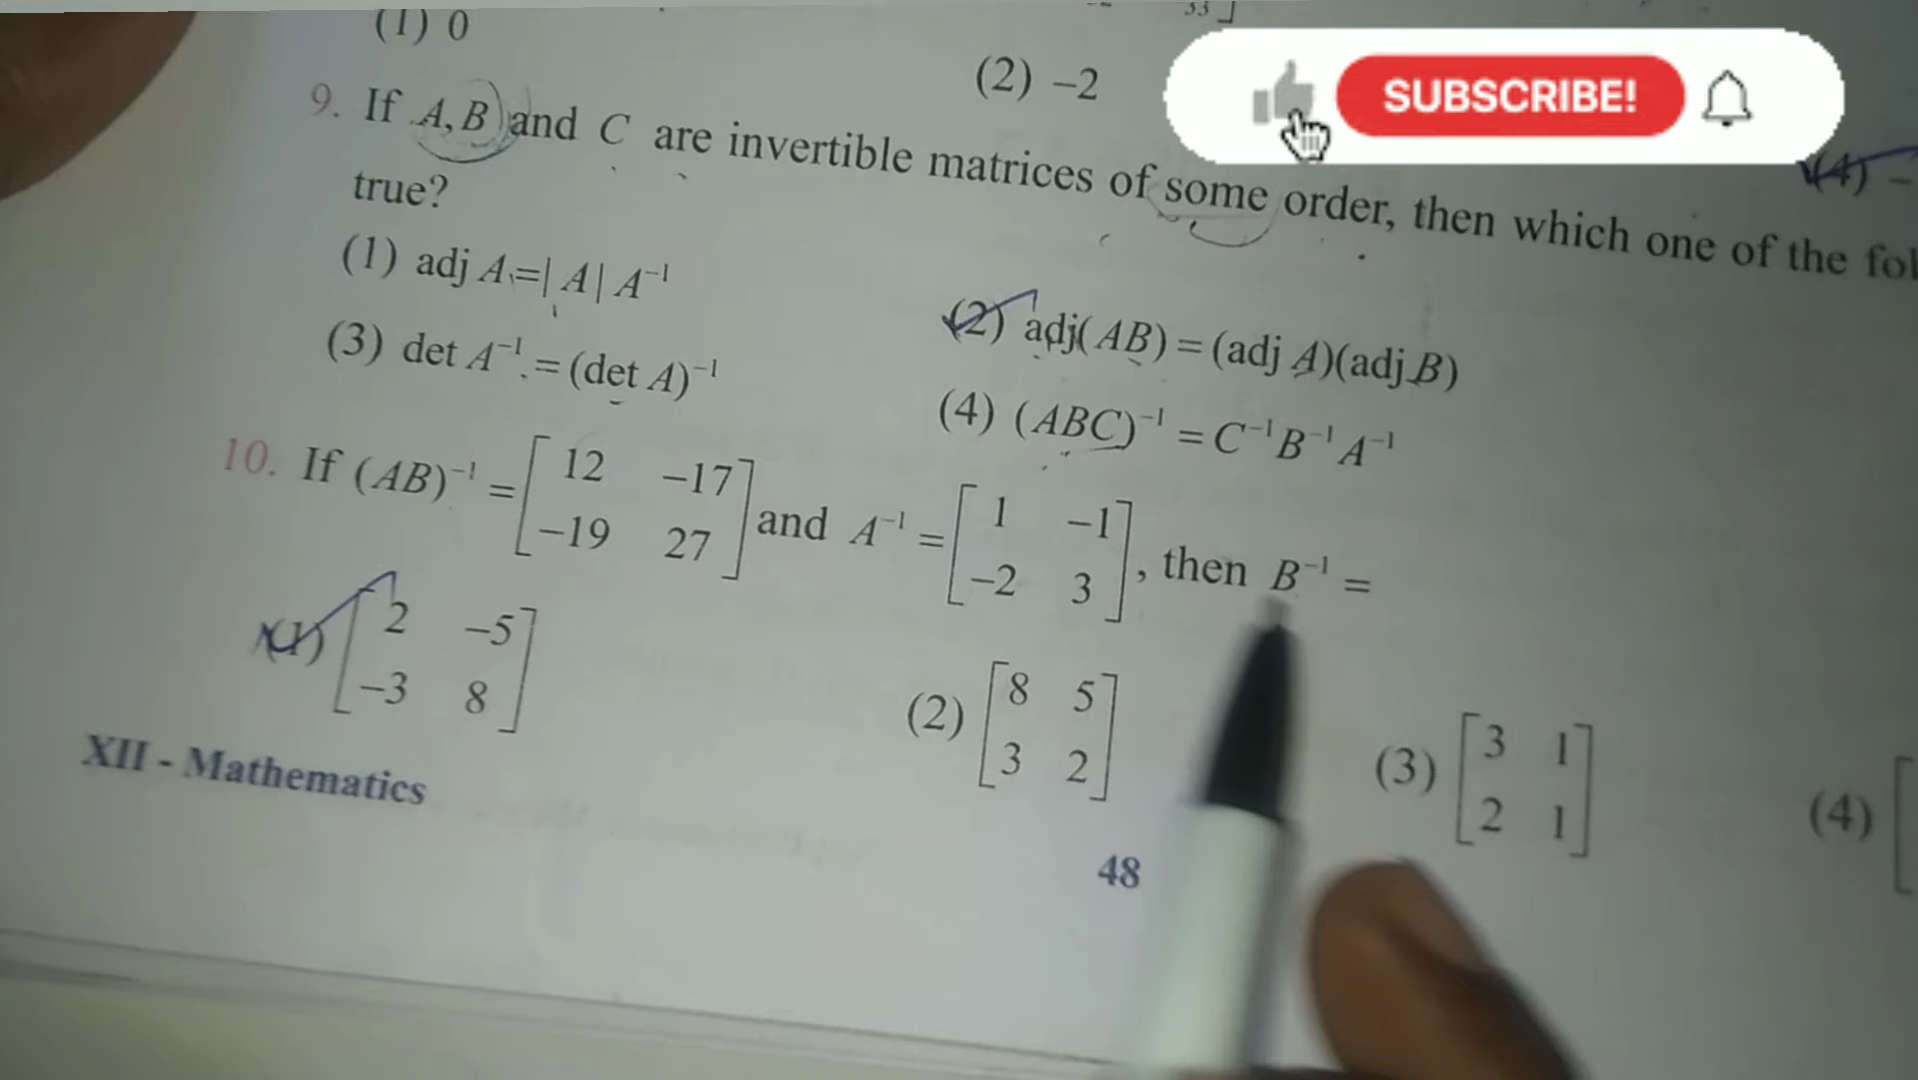 (1) 0
(2) –2
SUBSCRIBE!
(4) –
9. If A, B and C are invertible matrices of some order, then which one of the fol
true?
(1) adj A = | A | A⁻¹
(2) adj(AB) = (adj A)(adj B)
(3) det A⁻¹ = (det A)⁻¹
(4) (ABC)⁻¹ = C⁻¹B⁻¹A⁻¹
10. If (AB)⁻¹ = [12 –17; –19 27] and A⁻¹ = [1 –1; –2 3], then B⁻¹ =
(1) [2 –5; –3 8]
(2) [8 5; 3 2]
(3) [3 1; 2 1]
(4) [
XII - Mathematics
48